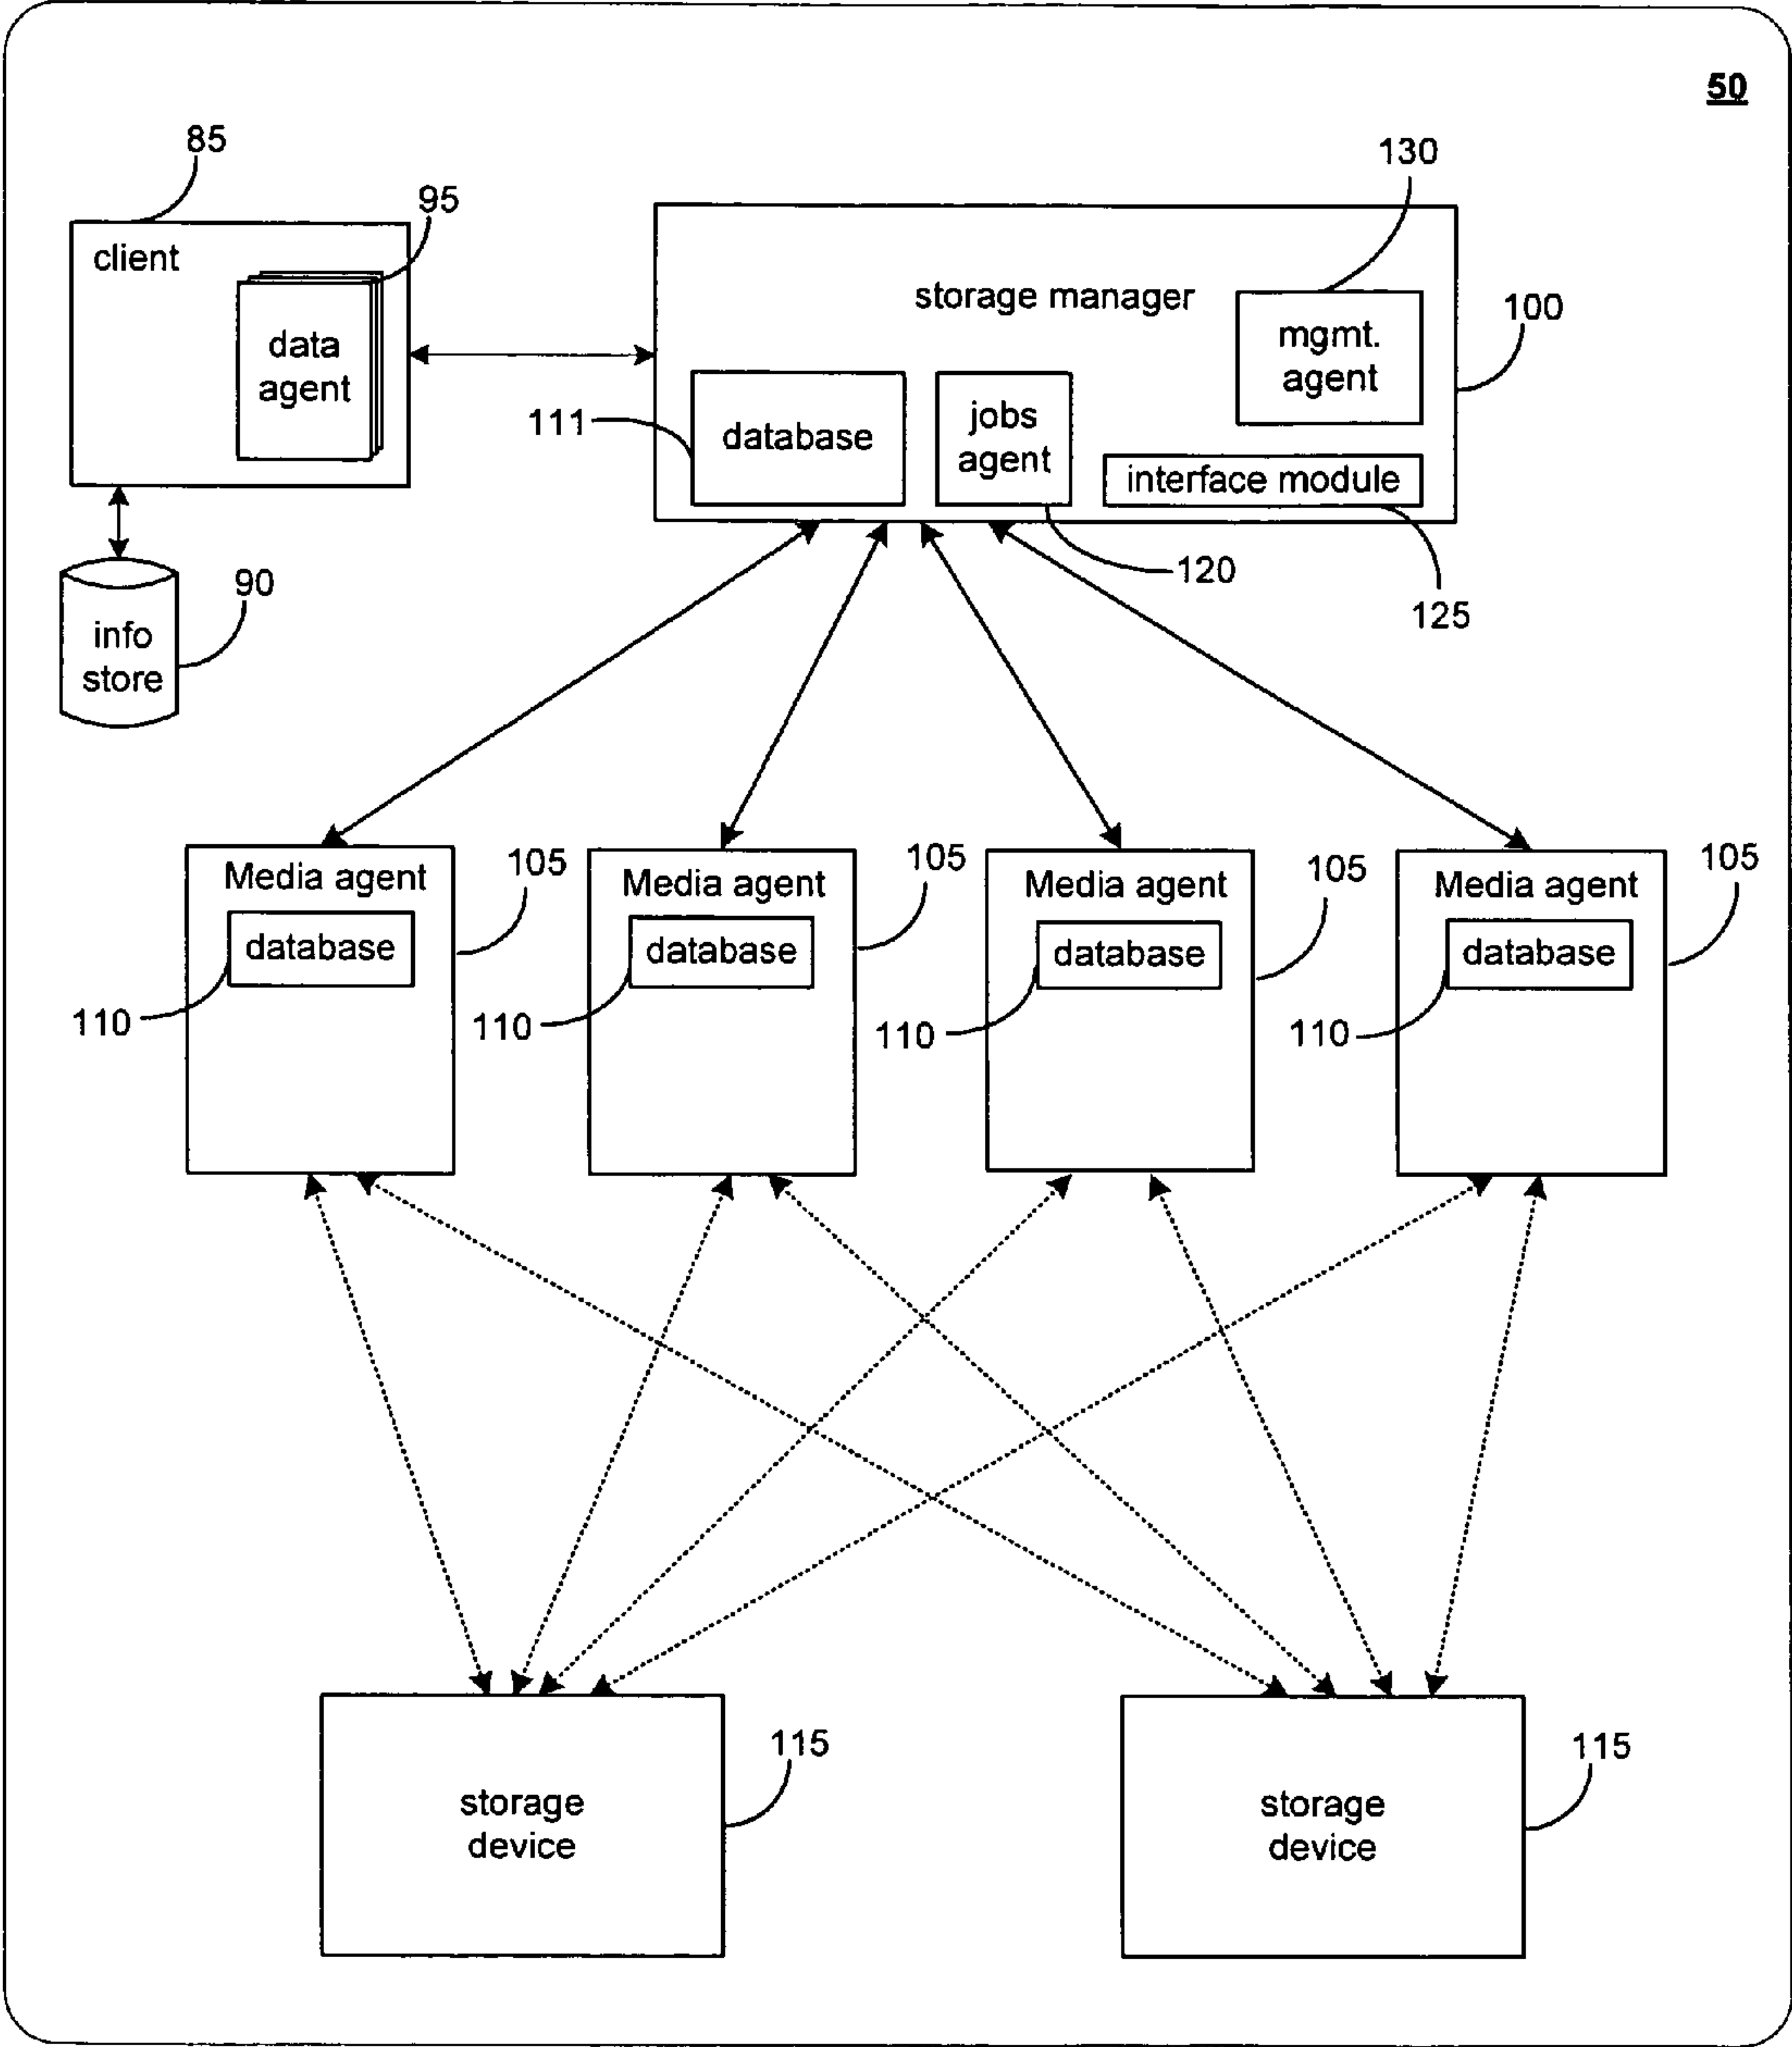 50
85
130
95
client
storage manager
100
mgmt.
agent
data
agent
111
database
jobs
agent
interface module
120
125
90
info
store
Media agent
105
Media agent
105
Media agent
105
Media agent
105
database
database
database
database
110
110
110
110
115
115
storage
device
storage
device